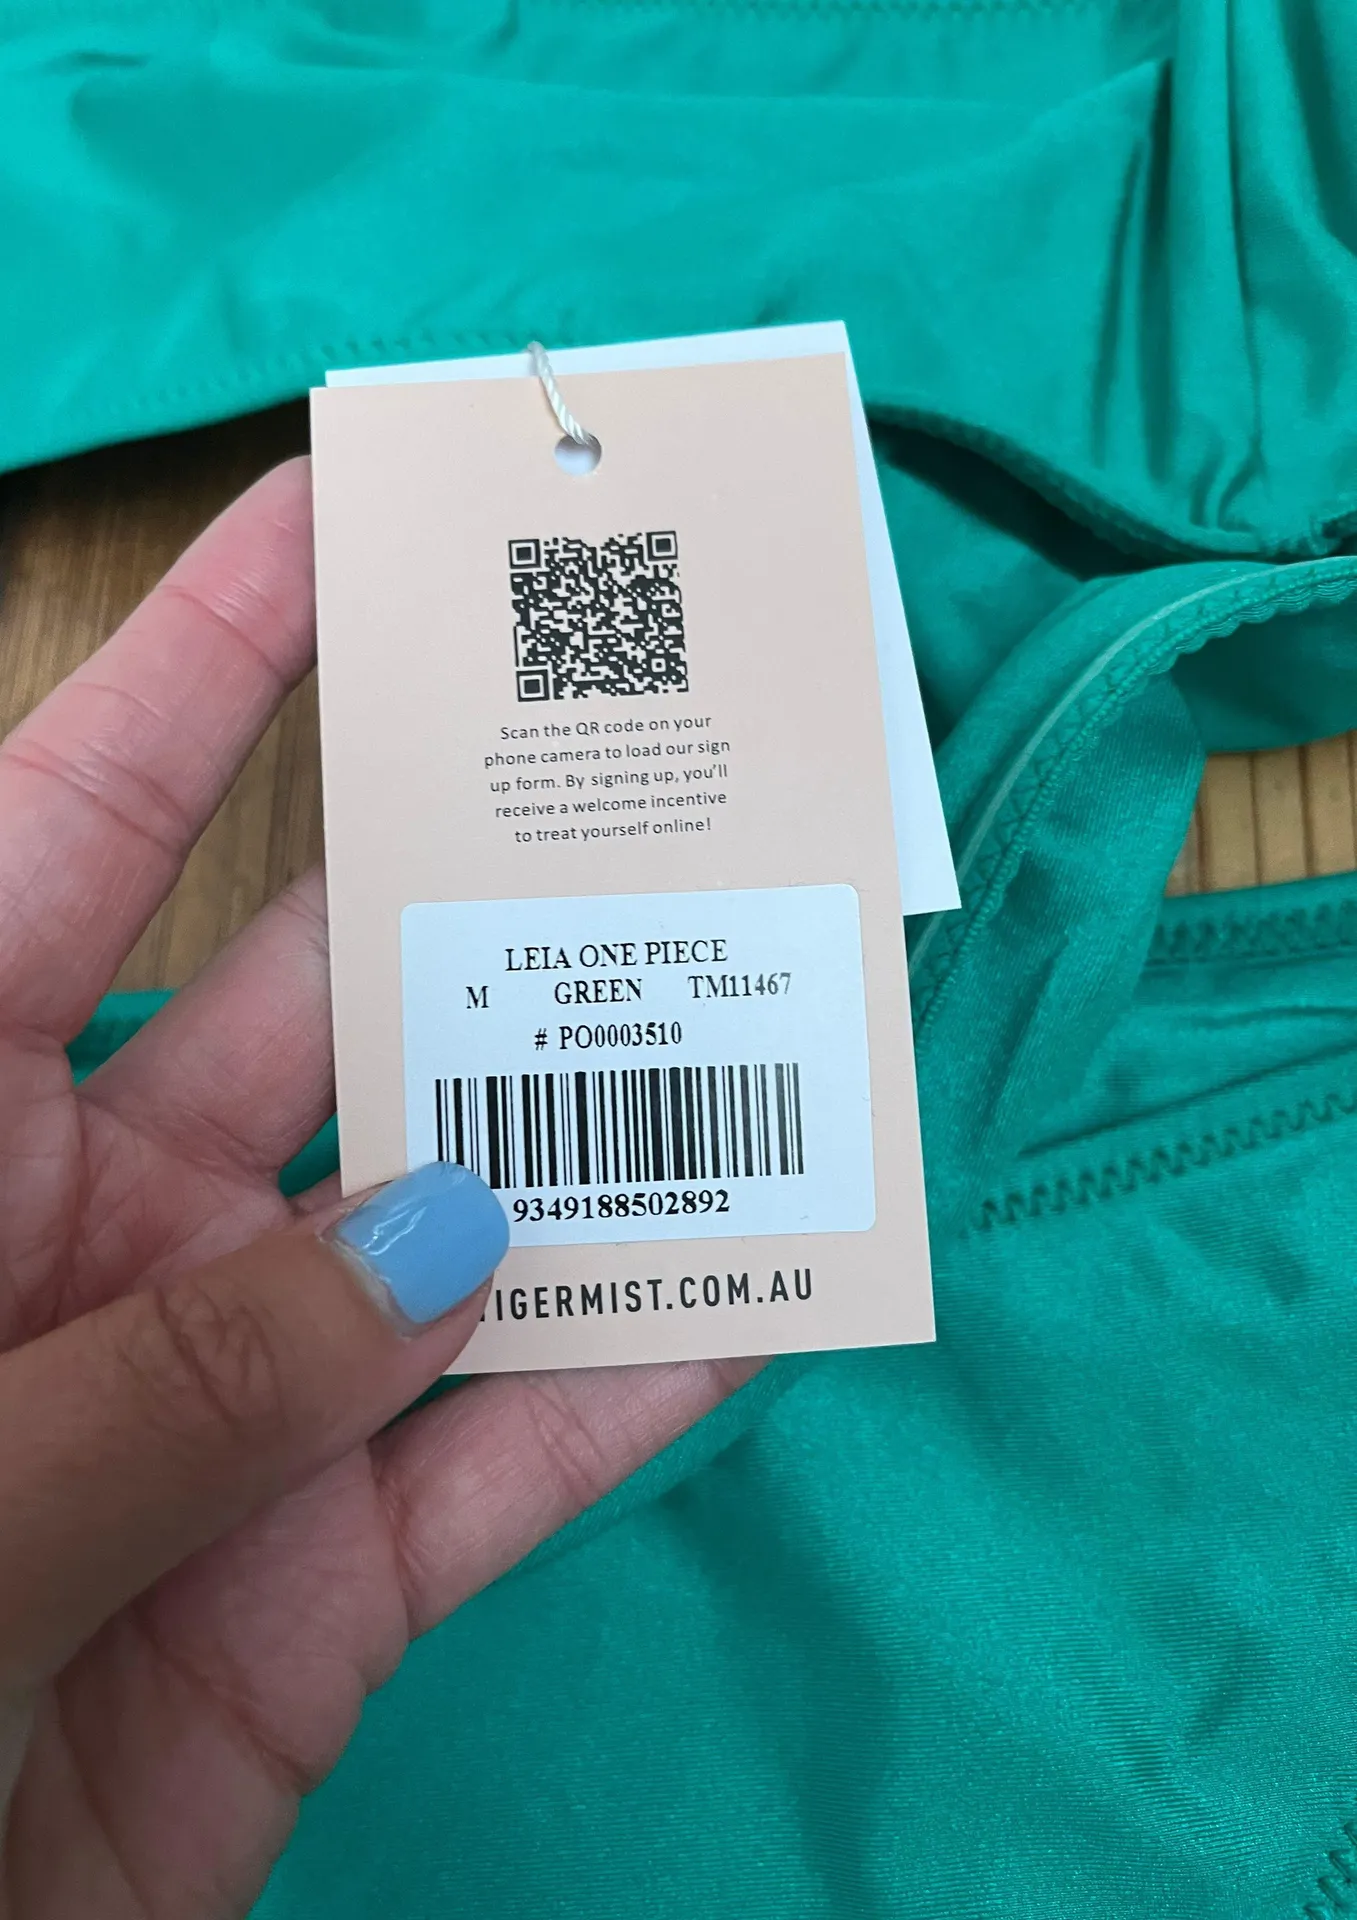 Scan the QR code on your
phone camera to load our sign
up form. By signing up, you'll
receive a welcome incentive
to treat yourself online!
LEIA ONE PIECE
M GREEN TM11467
# PO0003510
9349188502892
TIGERMIST.COM.AU